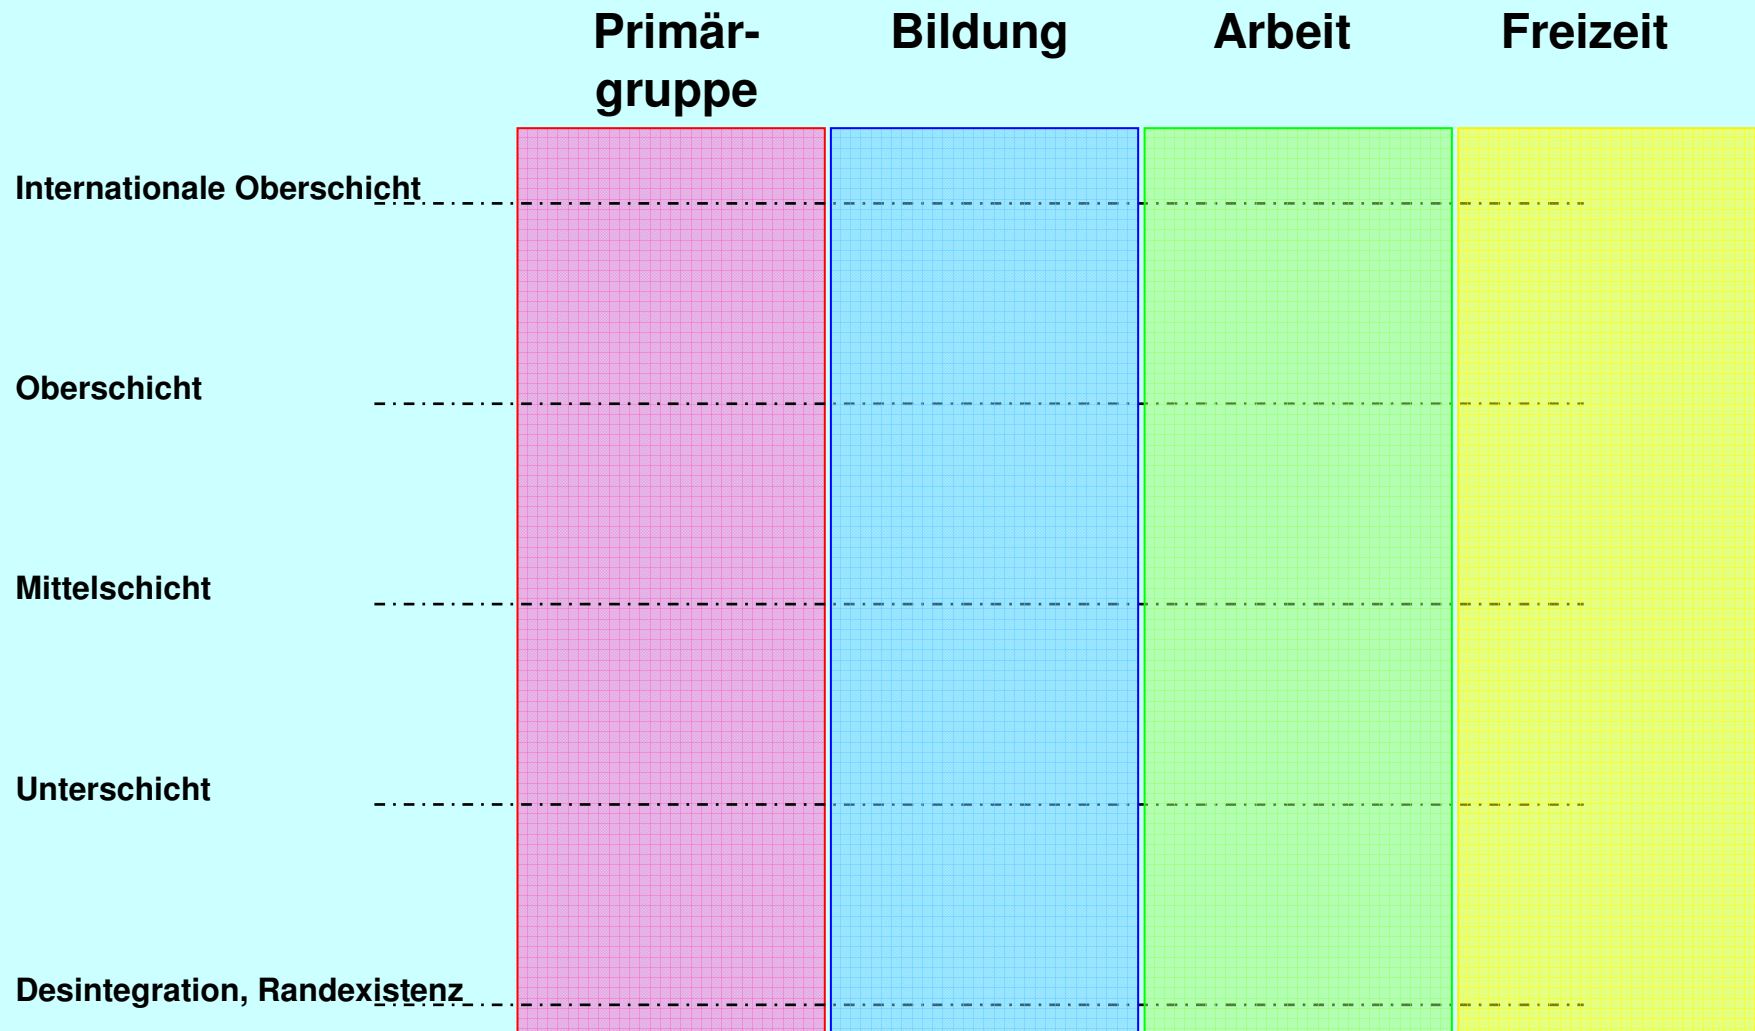 Primär-
gruppe
Bildung
Arbeit
Freizeit
Internationale Oberschicht
Oberschicht
Mittelschicht
Unterschicht
Desintegration, Randexistenz